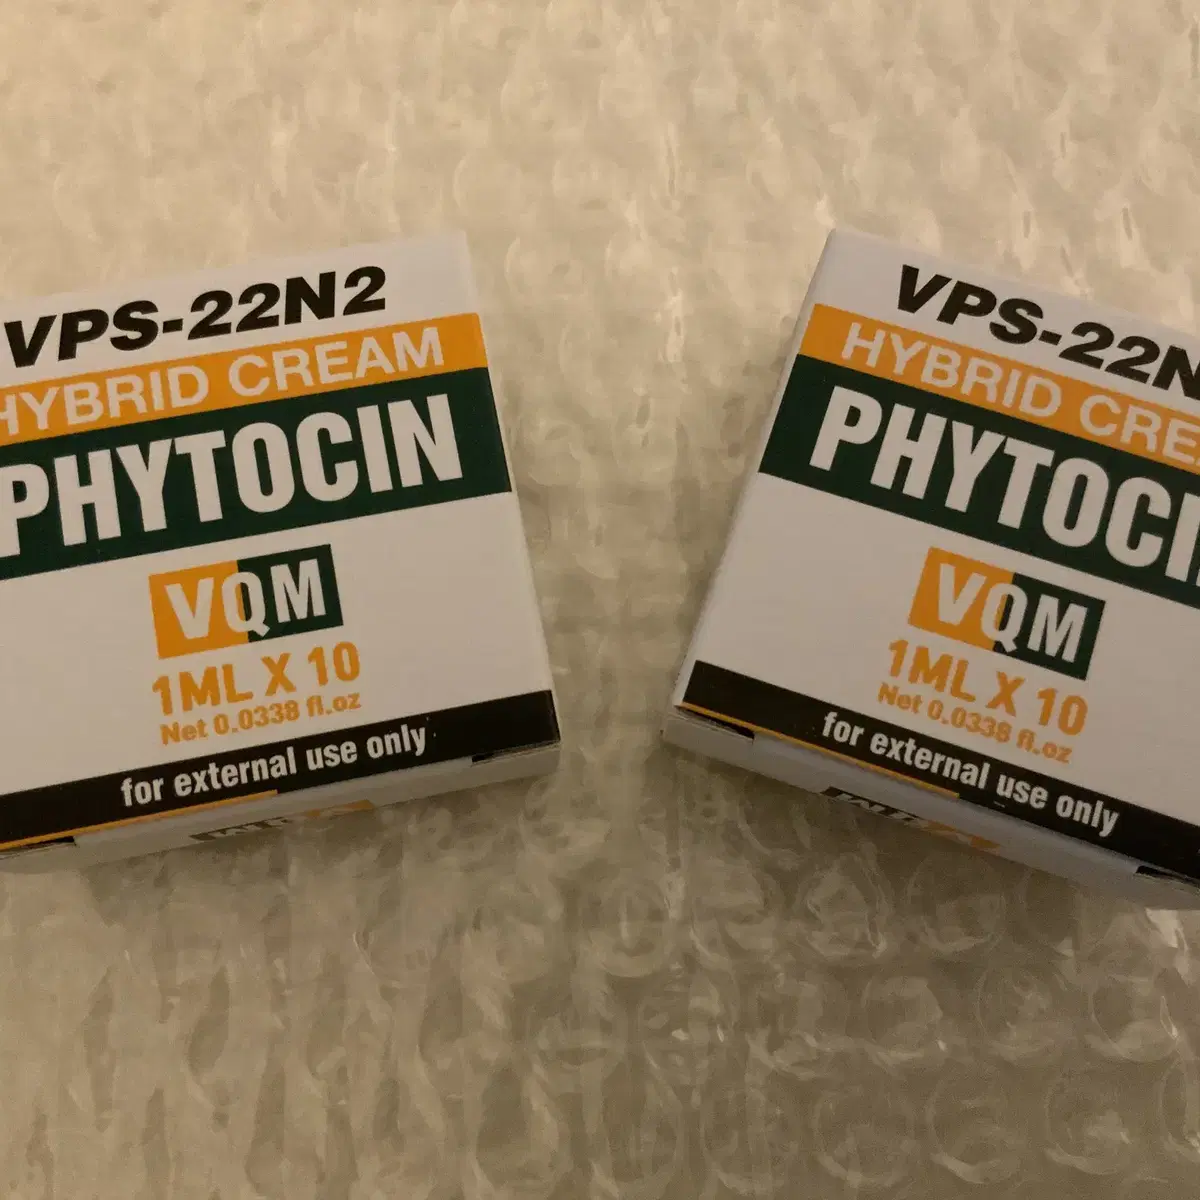 VPS-22N2
HYBRID CREAM
PHYTOCIN
VQM
1ML X 10
Net 0.0338 fl.oz
for external use only
VPS-22N
HYBRID CREA
PHYTOCI
VQM
1ML X 10
Net 0.0338 fl.oz
for external use only